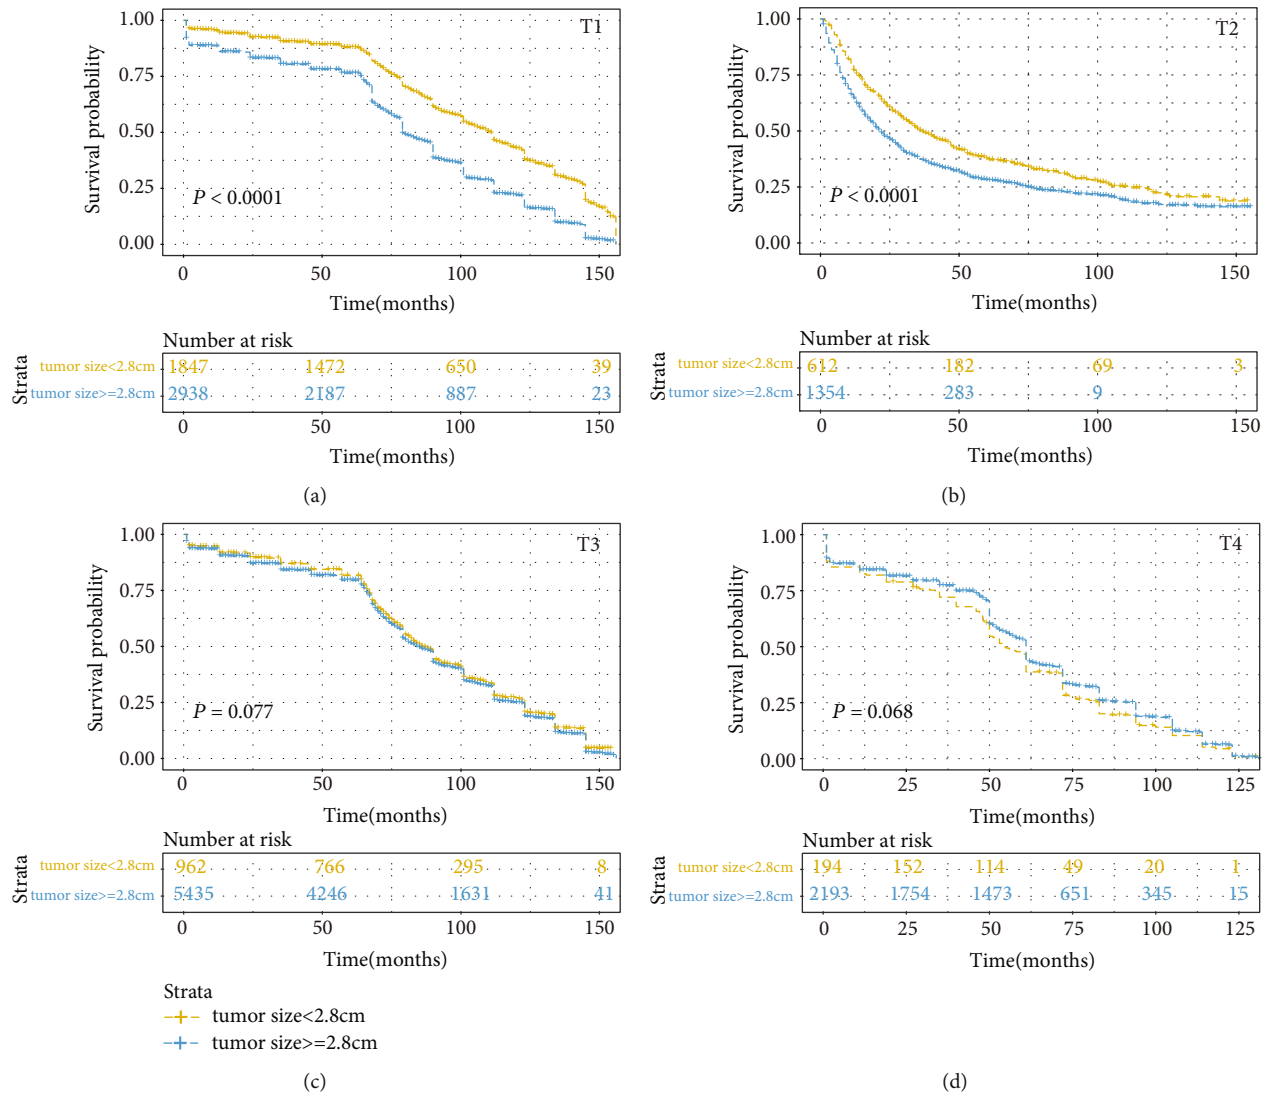 T1
Survival probability
1.00
0.75
0.50
0.25
0.00
P < 0.0001
0 50 100 150
Time(months)
Number at risk
Strata
tumor size<2.8cm 1847 1472 650 39
tumor size>=2.8cm 2938 2187 887 23
0 50 100 150
Time(months)
(a)
T2
Survival probability
1.00
0.75
0.50
0.25
0.00
P < 0.0001
0 50 100 150
Time(months)
Number at risk
Strata
tumor size<2.8cm 612 182 69 3
tumor size>=2.8cm 1354 283 9
0 50 100 150
Time(months)
(b)
T3
Survival probability
1.00
0.75
0.50
0.25
0.00
P = 0.077
0 50 100 150
Time(months)
Number at risk
Strata
tumor size<2.8cm 962 766 295 8
tumor size>=2.8cm 5435 4246 1631 41
0 50 100 150
Time(months)
Strata
tumor size<2.8cm
tumor size>=2.8cm
(c)
T4
Survival probability
1.00
0.75
0.50
0.25
0.00
P = 0.068
0 25 50 75 100 125
Time(months)
Number at risk
Strata
tumor size<2.8cm 194 152 114 49 20 1
tumor size>=2.8cm 2193 1754 1473 651 345 15
0 25 50 75 100 125
Time(months)
(d)